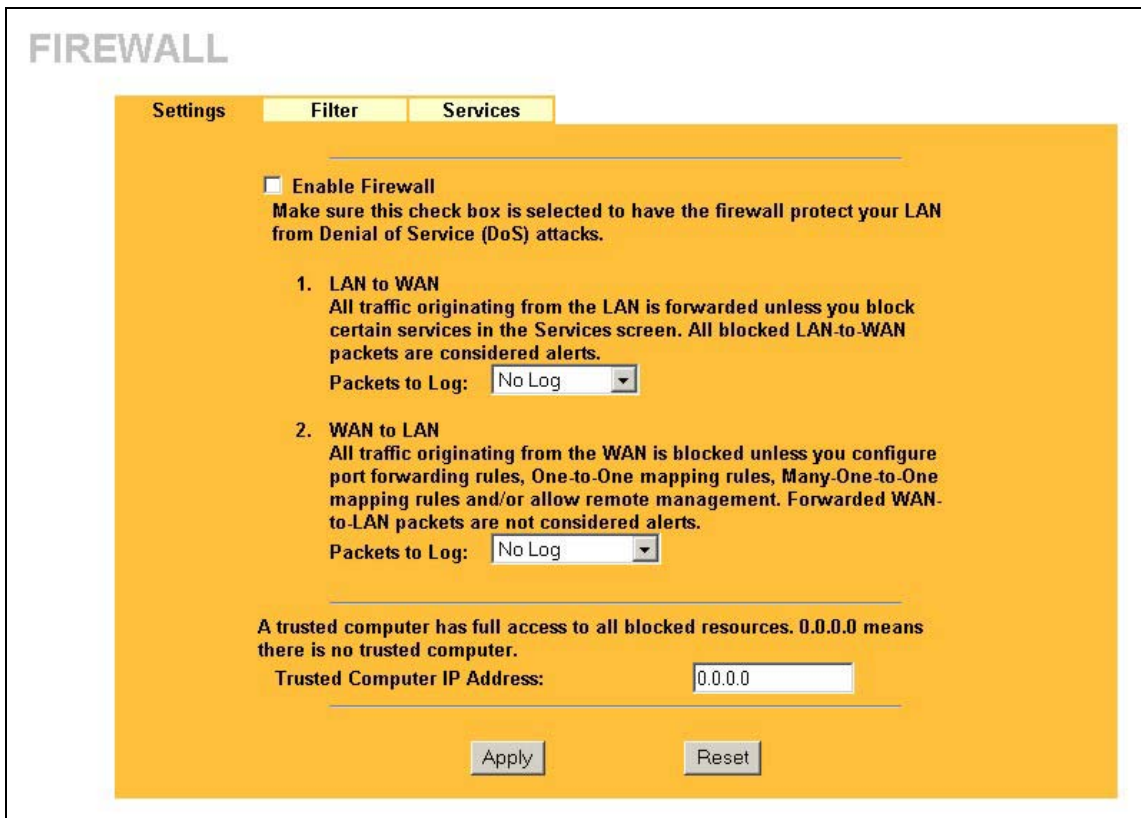 FIREWALL
Settings Filter Services
Enable Firewall
Make sure this check box is selected to have the firewall protect your LAN
from Denial of Service (DoS) attacks.
1. LAN to WAN
All traffic originating from the LAN is forwarded unless you block
certain services in the Services screen. All blocked LAN-to-WAN
packets are considered alerts.
Packets to Log: No Log
2. WAN to LAN
All traffic originating from the WAN is blocked unless you configure
port forwarding rules, One-to-One mapping rules, Many-One-to-One
mapping rules and/or allow remote management. Forwarded WAN-
to-LAN packets are not considered alerts.
Packets to Log: No Log
A trusted computer has full access to all blocked resources. 0.0.0.0 means
there is no trusted computer.
Trusted Computer IP Address: 0.0.0.0
Apply Reset